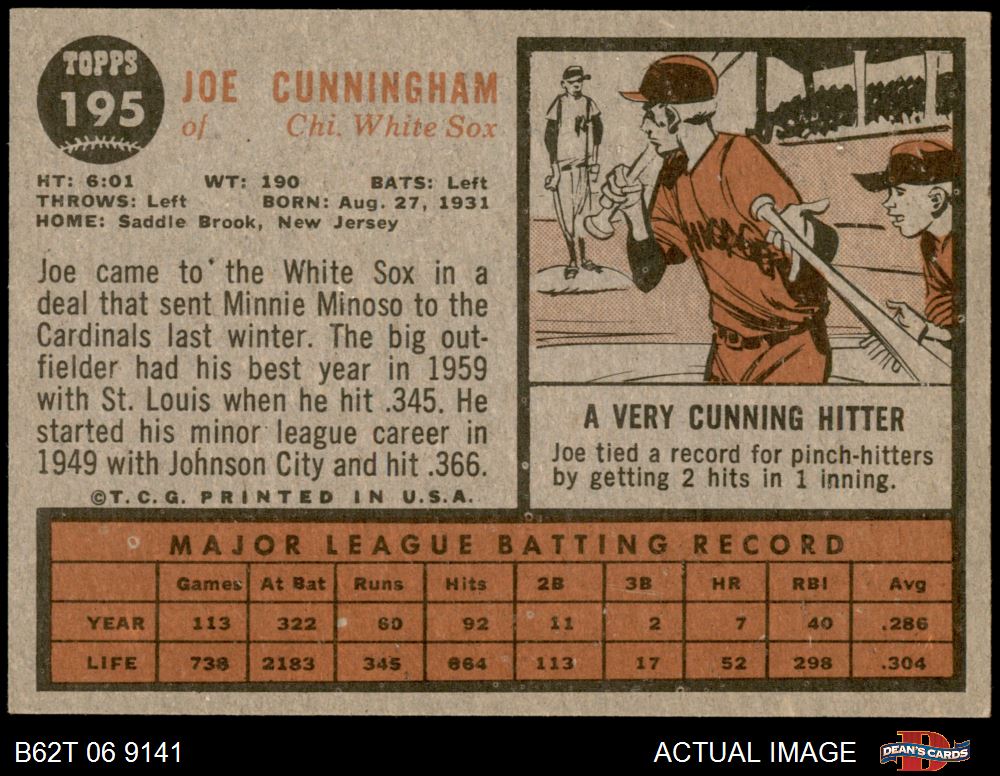 TOPPS
195
JOE CUNNINGHAM
of Chi. White Sox
HT: 6:01 WT: 190 BATS: Left
THROWS: Left BORN: Aug. 27, 1931
HOME: Saddle Brook, New Jersey
Joe came to the White Sox in a
deal that sent Minnie Minoso to the
Cardinals last winter. The big out-
fielder had his best year in 1959
with St. Louis when he hit .345. He
started his minor league career in
1949 with Johnson City and hit .366.
©T.C.G. PRINTED IN U.S.A.
A VERY CUNNING HITTER
Joe tied a record for pinch-hitters
by getting 2 hits in 1 inning.
MAJOR LEAGUE BATTING RECORD
Games At Bat Runs Hits 2B 3B HR RBI Avg
YEAR 113 322 60 92 11 2 7 40 .286
LIFE 738 2183 345 664 113 17 52 298 .304
B62T 06 9141 ACTUAL IMAGE DEAN'S CARDS